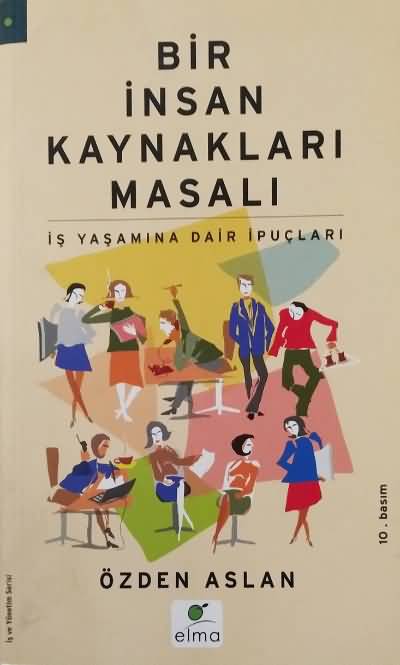 BİR
İNSAN
KAYNAKLARI
MASALI
İŞ YAŞAMINA DAİR İPUÇLARI
10. basım
ÖZDEN ASLAN
elma
İş ve Yönetim Serisi